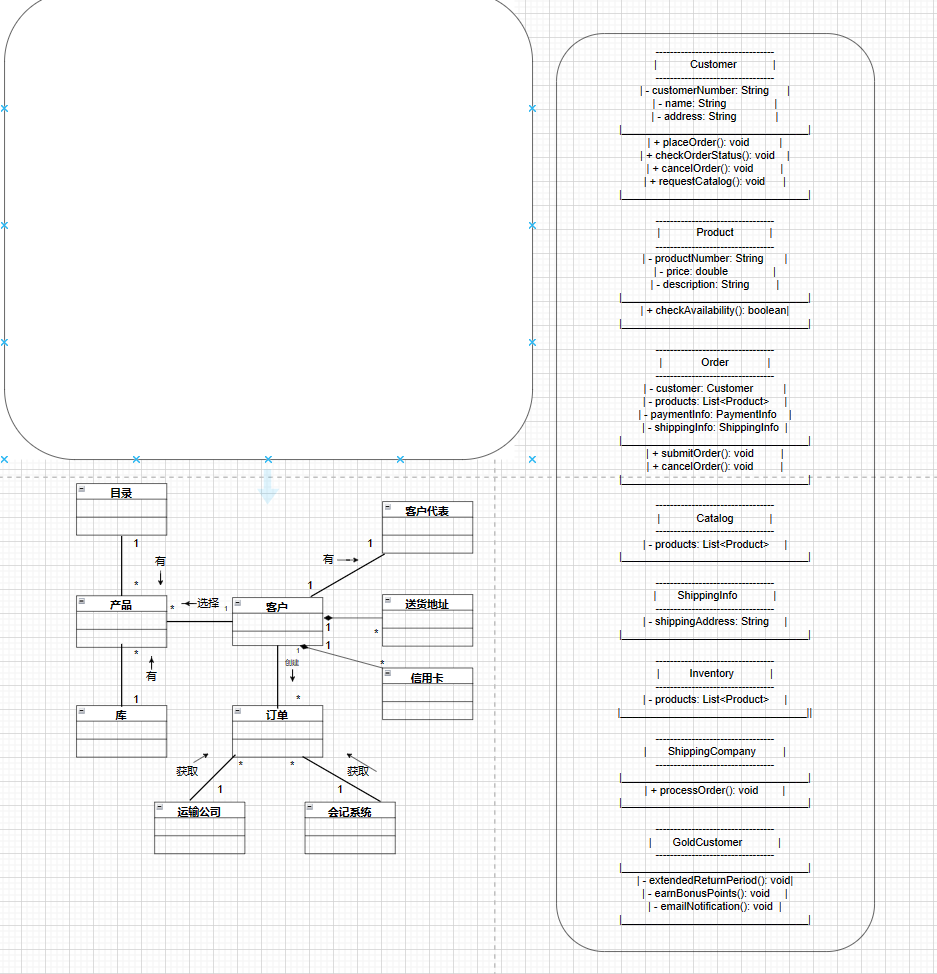 Customer
- customerNumber: String
- name: String
- address: String
+ placeOrder(): void
+ checkOrderStatus(): void
+ cancelOrder(): void
+ requestCatalog(): void
Product
- productNumber: String
- price: double
- description: String
+ checkAvailability(): boolean
Order
- customer: Customer
- products: List<Product>
- paymentInfo: PaymentInfo
- shippingInfo: ShippingInfo
+ submitOrder(): void
+ cancelOrder(): void
Catalog
- products: List<Product>
ShippingInfo
- shippingAddress: String
Inventory
- products: List<Product>
ShippingCompany
+ processOrder(): void
GoldCustomer
- extendedReturnPeriod(): void
- earnBonusPoints(): void
- emailNotification(): void
目录
1
有
*
产品
*
选择
1
客户
1
有
1
客户代表
1
*
送货地址
1
1
*
信用卡
创建
*
订单
*
有
1
库
*
*
获取
1
获取
1
运输公司
会记系统